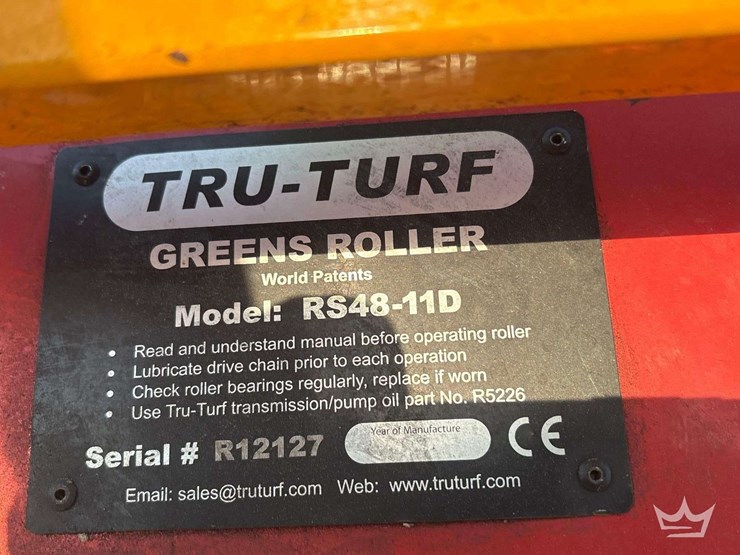 TRU-TURF
GREENS ROLLER
World Patents
Model: RS48-11D
• Read and understand manual before operating roller
• Lubricate drive chain prior to each operation
• Check roller bearings regularly, replace if worn
• Use Tru-Turf transmission/pump oil part No. R5226
Serial # R12127
Year of Manufacture
CE
Email: sales@truturf.com Web: www.truturf.com